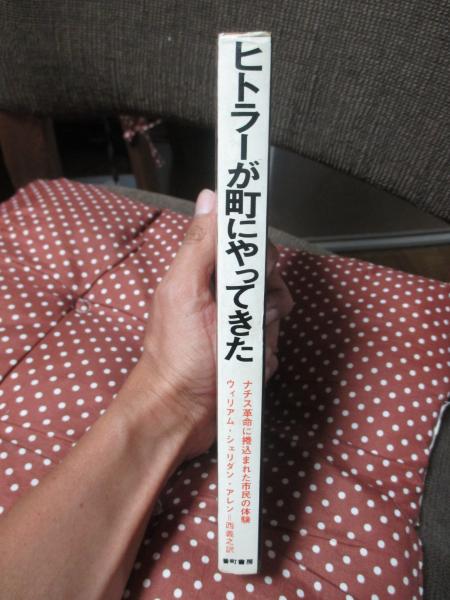 ヒトラーが町にやってきた
ナチス革命に捲込まれた市民の体験
ウィリアム・シェリダン・アレン=西義之訳
番町書房